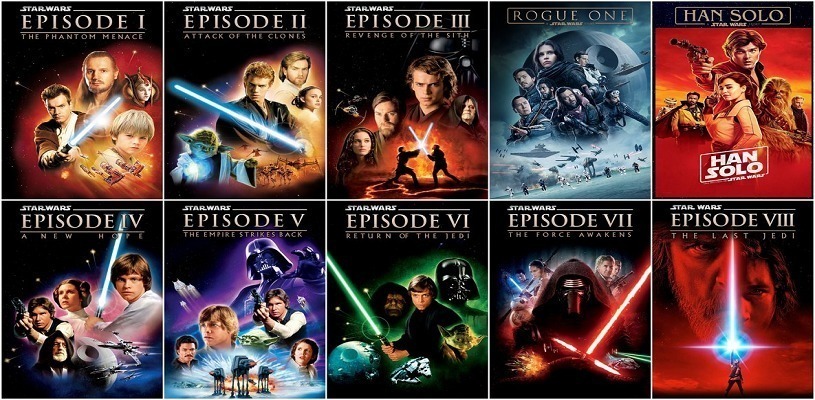 STAR.WARS
EPISODE I
THE PHANTOM MENACE
STAR.WARS
EPISODE II
ATTACK OF THE CLONES
STAR.WARS
EPISODE III
REVENGE OF THE SITH
ROGUE ONE
STAR.WARS
HAN SOLO
STAR.WARS
HAN
SOLO
STAR.WARS
STAR.WARS
EPISODE IV
A NEW HOPE
STAR.WARS
EPISODE V
THE EMPIRE STRIKES BACK
STAR.WARS
EPISODE VI
RETURN OF THE JEDI
STAR.WARS
EPISODE VII
THE FORCE AWAKENS
STAR.WARS
EPISODE VIII
THE LAST JEDI